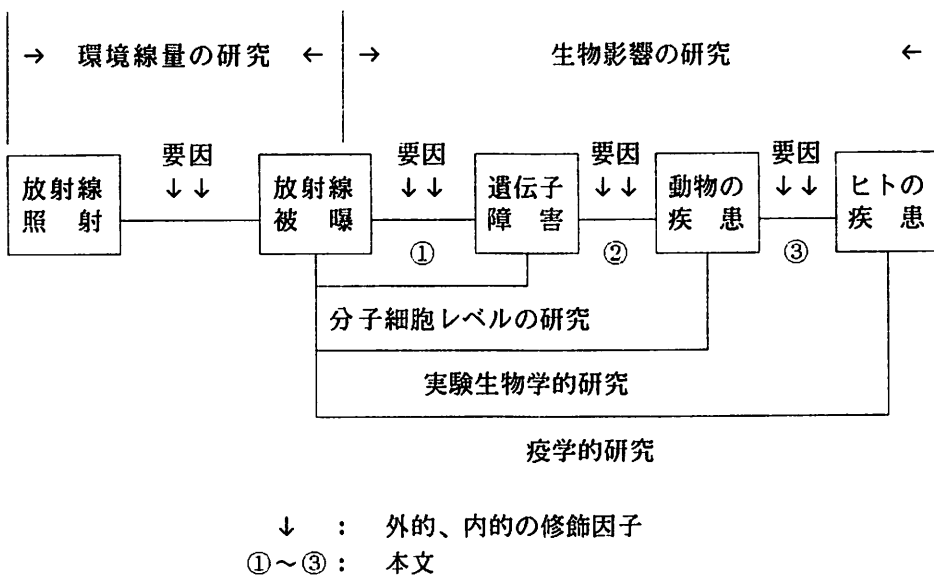 → 環境線量の研究 ← → 生物影響の研究 ←
要因 要因 要因 要因
↓↓ ↓↓ ↓↓ ↓↓
放射線 放射線 遺伝子 動物の ヒトの
照射 被曝 障害 疾患 疾患
① ② ③
分子細胞レベルの研究
実験生物学的研究
疫学的研究
↓ : 外的、内的の修飾因子
①~③ : 本文